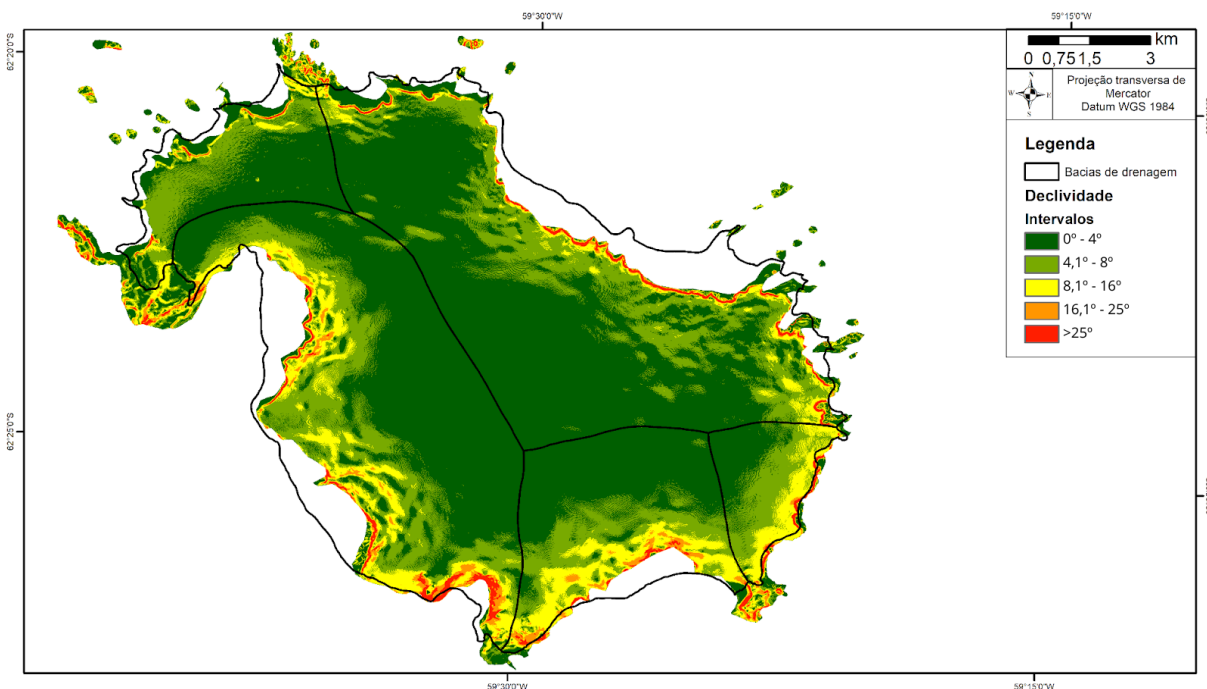 59°30'0"W
59°15'0"W
62°20'0"S
km
0 0,75 1,5 3
W E
S
Projeção transversa de
Mercator
Datum WGS 1984
Legenda
Bacias de drenagem
Declividade
Intervalos
0º - 4º
4,1º - 8º
8,1º - 16º
16,1º - 25º
>25º
62°25'0"S
59°30'0"W
59°15'0"W